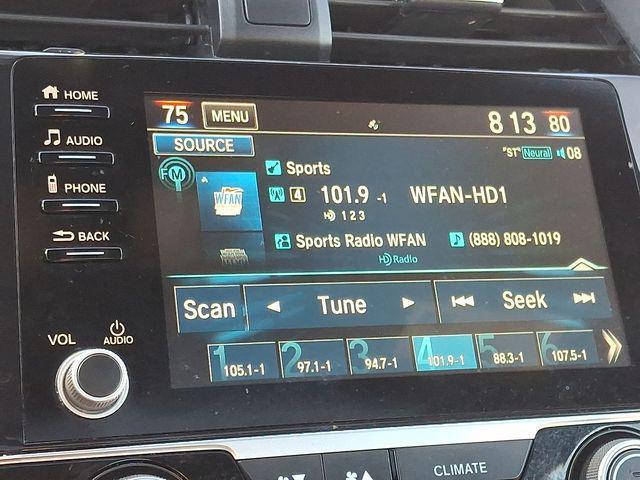 HOME
AUDIO
PHONE
BACK
VOL
AUDIO
75 MENU 8 13 80
SOURCE "ST" Neural 08
FM
Sports
WFAN
4 101.9 -1 WFAN-HD1
HD 1 2 3
Sports Radio WFAN (888) 808-1019
HD Radio
Scan Tune Seek
1 105.1-1 2 97.1-1 3 94.7-1 4 101.9-1 5 88.3-1 6 107.5-1
CLIMATE